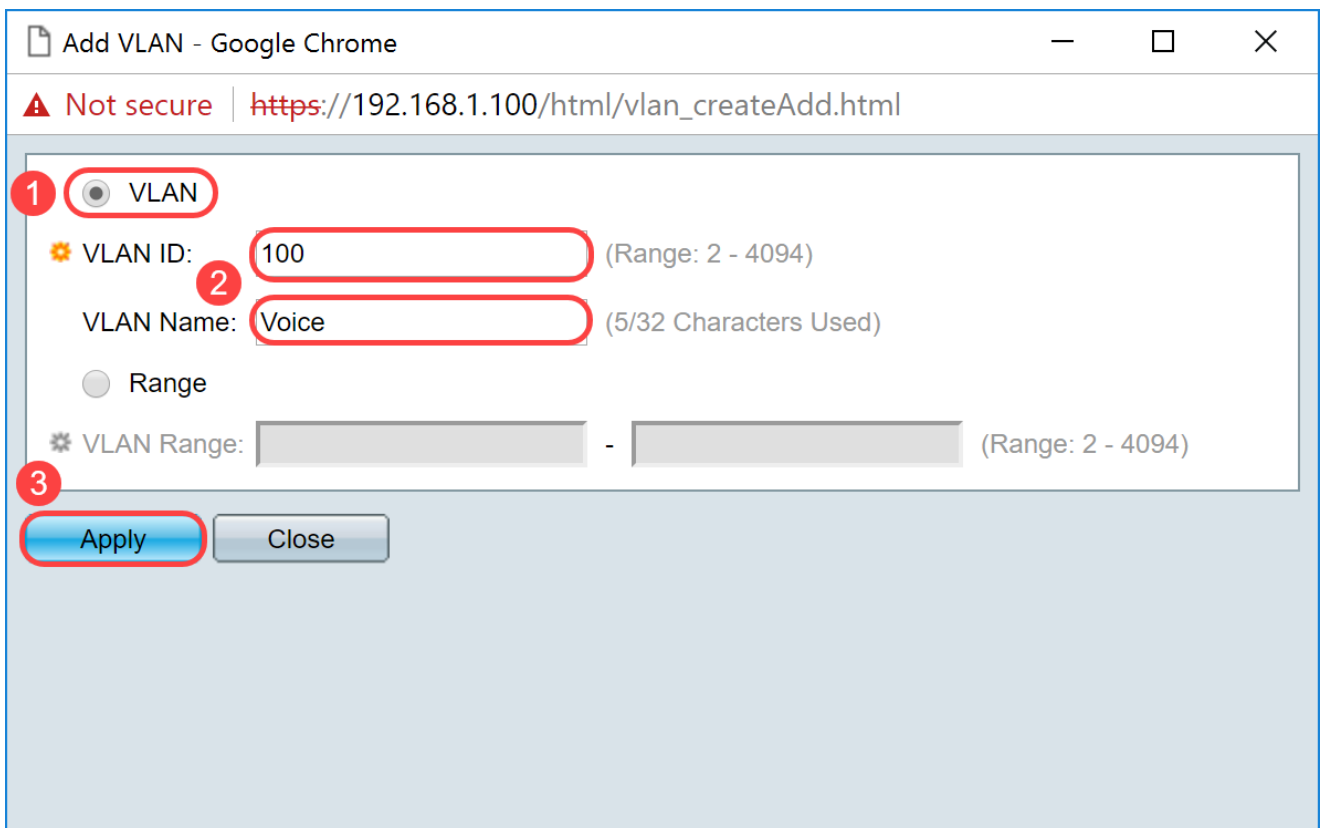 Add VLAN - Google Chrome
Not secure | https://192.168.1.100/html/vlan_createAdd.html
1 VLAN
VLAN ID: 100 (Range: 2 - 4094)
2
VLAN Name: Voice (5/32 Characters Used)
Range
VLAN Range: - (Range: 2 - 4094)
3
Apply Close